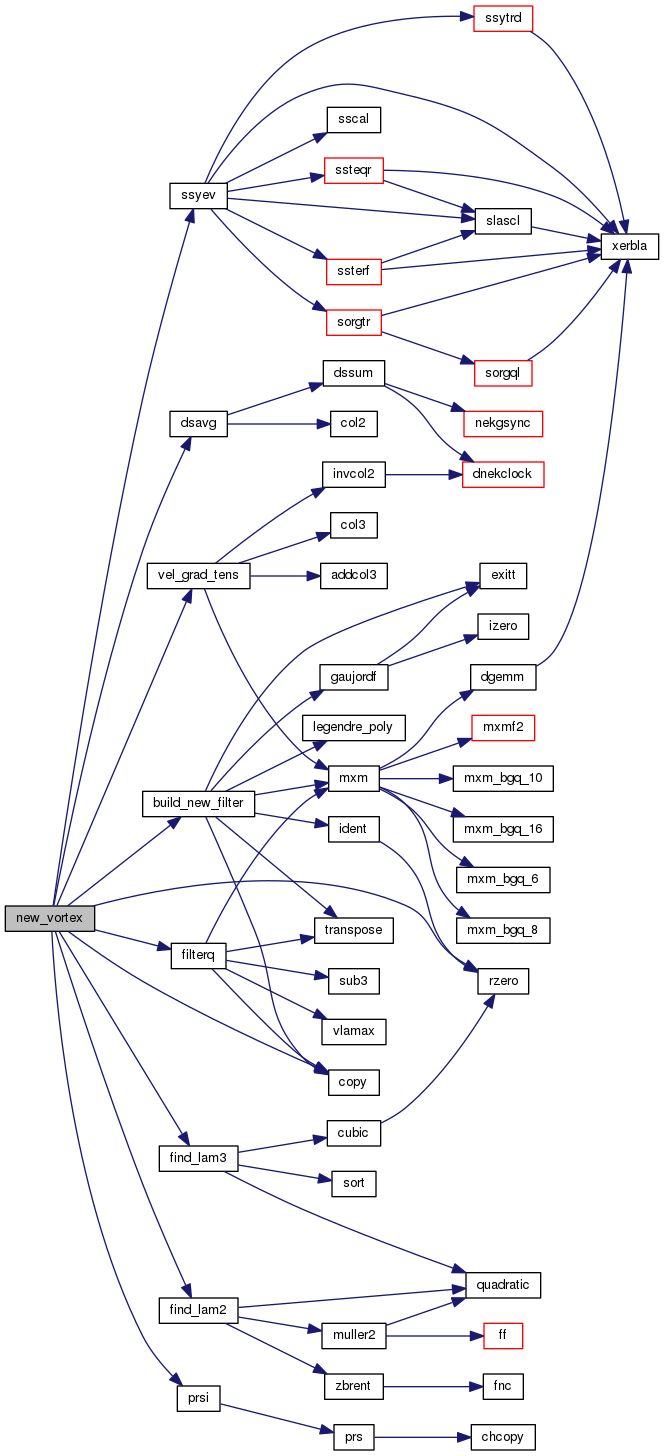 ssytrd
sscal
ssteqr
ssyev
slascl
xerbla
ssterf
sorgtr
dssum
sorgql
dsavg
col2
nekgsync
invcol2
dnekclock
col3
vel_grad_tens
addcol3
exitt
izero
gaujordf
dgemm
legendre_poly
mxmf2
mxm
mxm_bgq_10
build_new_filter
ident
mxm_bgq_16
mxm_bgq_6
new_vortex
transpose
mxm_bgq_8
filterq
sub3
rzero
vlamax
copy
cubic
find_lam3
sort
quadratic
find_lam2
muller2
ff
zbrent
fnc
prsi
prs
chcopy